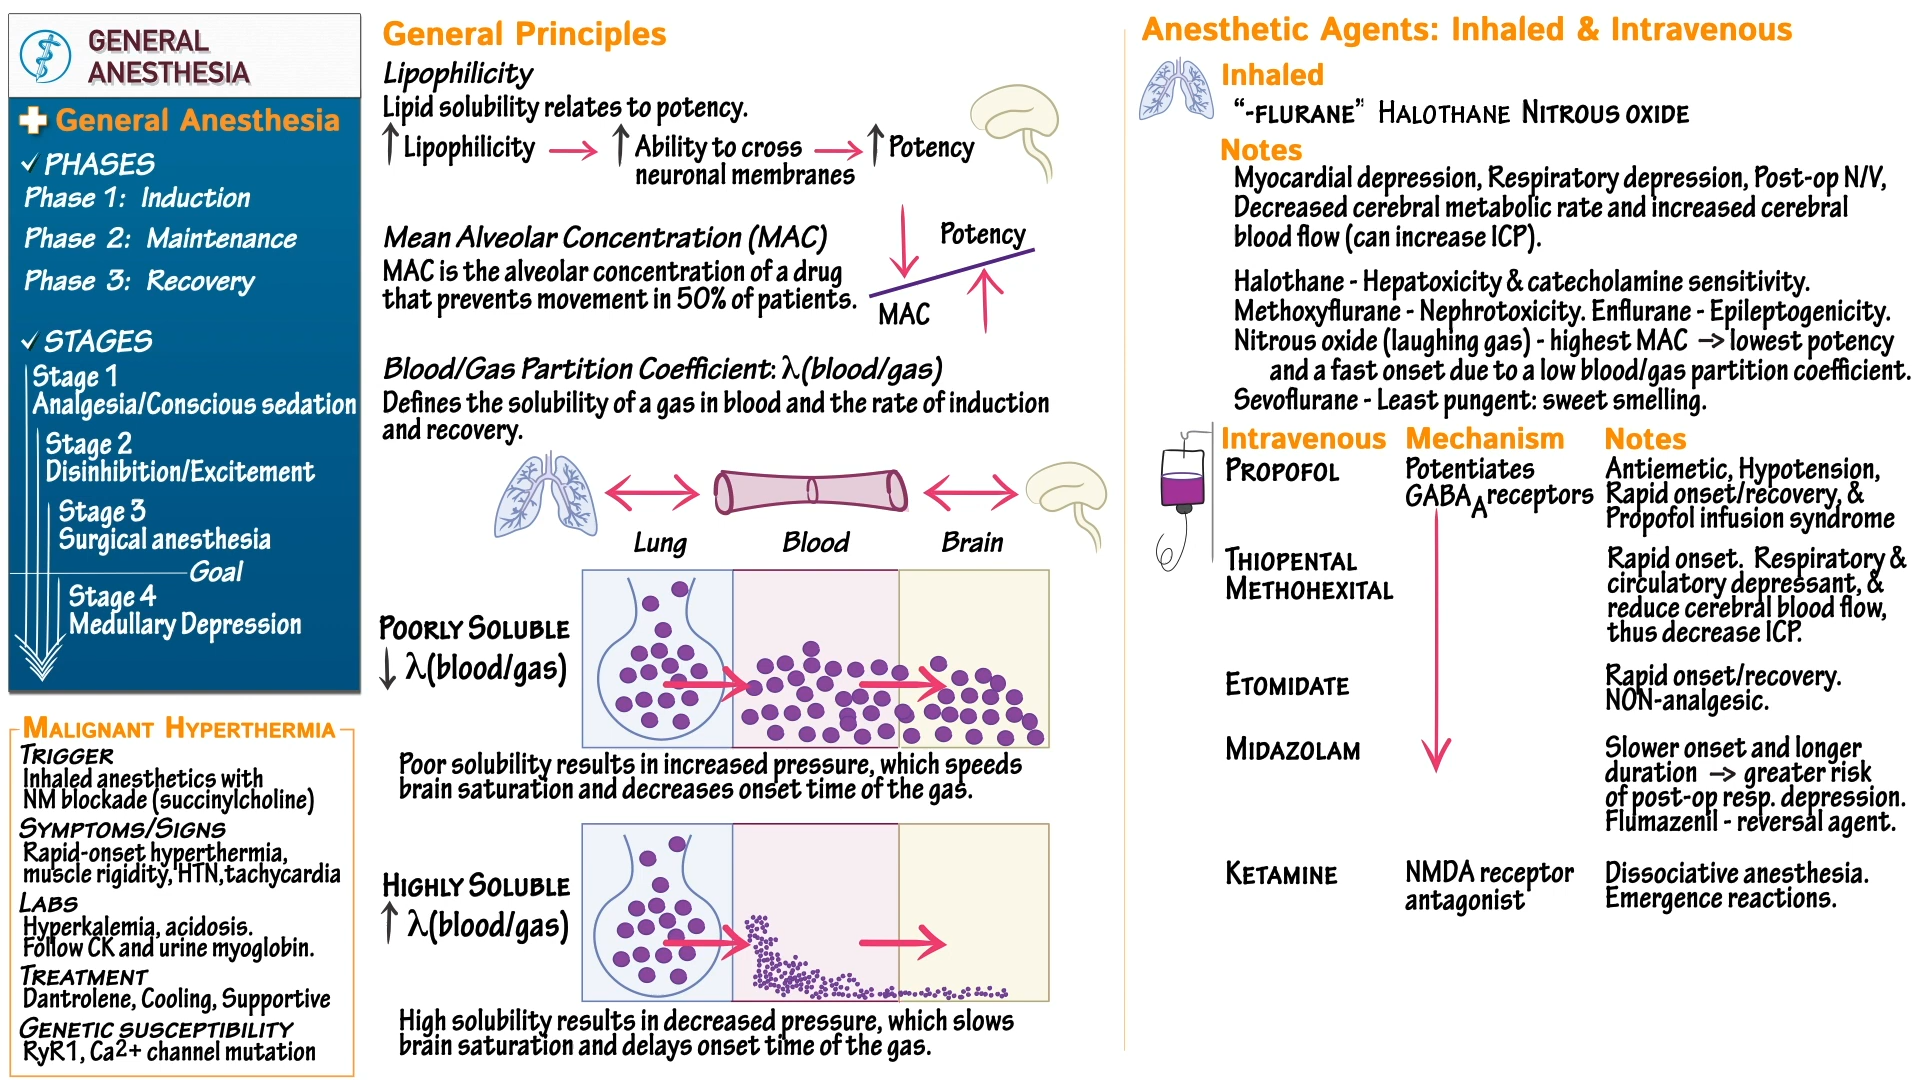 GENERAL
ANESTHESIA
General Anesthesia
✓ PHASES
Phase 1: Induction
Phase 2: Maintenance
Phase 3: Recovery
✓ STAGES
Stage 1
Analgesia/Conscious sedation
Stage 2
Disinhibition/Excitement
Stage 3
Surgical anesthesia
Goal
Stage 4
Medullary Depression
MALIGNANT HYPERTHERMIA
TRIGGER
Inhaled anesthetics with
NM blockade (succinylcholine)
SYMPTOMS/SIGNS
Rapid-onset hyperthermia,
muscle rigidity, HTN, tachycardia
LABS
Hyperkalemia, acidosis.
Follow CK and urine myoglobin.
TREATMENT
Dantrolene, Cooling, Supportive
GENETIC SUSCEPTIBILITY
RyR1, Ca2+ channel mutation
General Principles
Lipophilicity
Lipid solubility relates to potency.
↑ Lipophilicity → ↑ Ability to cross → ↑ Potency
neuronal membranes
Mean Alveolar Concentration (MAC)
MAC is the alveolar concentration of a drug
that prevents movement in 50% of patients.
Potency
MAC
Blood/Gas Partition Coefficient: λ(blood/gas)
Defines the solubility of a gas in blood and the rate of induction
and recovery.
Lung Blood Brain
POORLY SOLUBLE
↓ λ(blood/gas)
Poor solubility results in increased pressure, which speeds
brain saturation and decreases onset time of the gas.
HIGHLY SOLUBLE
↑ λ(blood/gas)
High solubility results in decreased pressure, which slows
brain saturation and delays onset time of the gas.
Anesthetic Agents: Inhaled & Intravenous
Inhaled
"-FLURANE" HALOTHANE NITROUS OXIDE
Notes
Myocardial depression, Respiratory depression, Post-op N/V,
Decreased cerebral metabolic rate and increased cerebral
blood flow (can increase ICP).
Halothane - Hepatoxicity & catecholamine sensitivity.
Methoxyflurane - Nephrotoxicity. Enflurane - Epileptogenicity.
Nitrous oxide (laughing gas) - highest MAC → lowest potency
and a fast onset due to a low blood/gas partition coefficient.
Sevoflurane - Least pungent: sweet smelling.
Intravenous Mechanism Notes
PROPOFOL
Potentiates
GABAA receptors
Antiemetic, Hypotension,
Rapid onset/recovery, &
Propofol infusion syndrome
THIOPENTAL
METHOHEXITAL
Rapid onset. Respiratory &
circulatory depressant, &
reduce cerebral blood flow,
thus decrease ICP.
ETOMIDATE
Rapid onset/recovery.
NON-analgesic.
MIDAZOLAM
Slower onset and longer
duration → greater risk
of post-op resp. depression.
Flumazenil - reversal agent.
KETAMINE
NMDA receptor
antagonist
Dissociative anesthesia.
Emergence reactions.